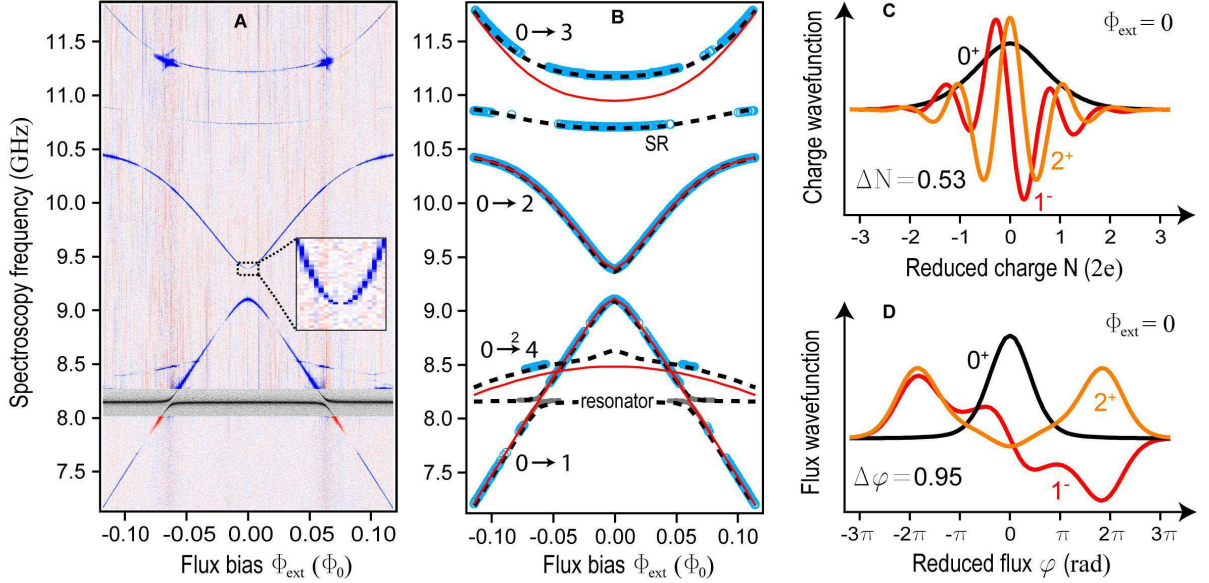 A
Spectroscopy frequency (GHz)
11.5
11.0
10.5
10.0
9.5
9.0
8.5
8.0
7.5
-0.10 -0.05 0.00 0.05 0.10
Flux bias Φext (Φ0)
B
0→3
SR
0→2
0→²4
resonator
0→1
-0.10 -0.05 0.00 0.05 0.10
Flux bias Φext (Φ0)
C
Φext = 0
Charge wavefunction
0⁺
2⁺
1⁻
ΔN = 0.53
-3 -2 -1 0 1 2 3
Reduced charge N (2e)
D
Φext = 0
Flux wavefunction
0⁺
2⁺
1⁻
Δφ = 0.95
-3π -2π -π 0 π 2π 3π
Reduced flux φ (rad)